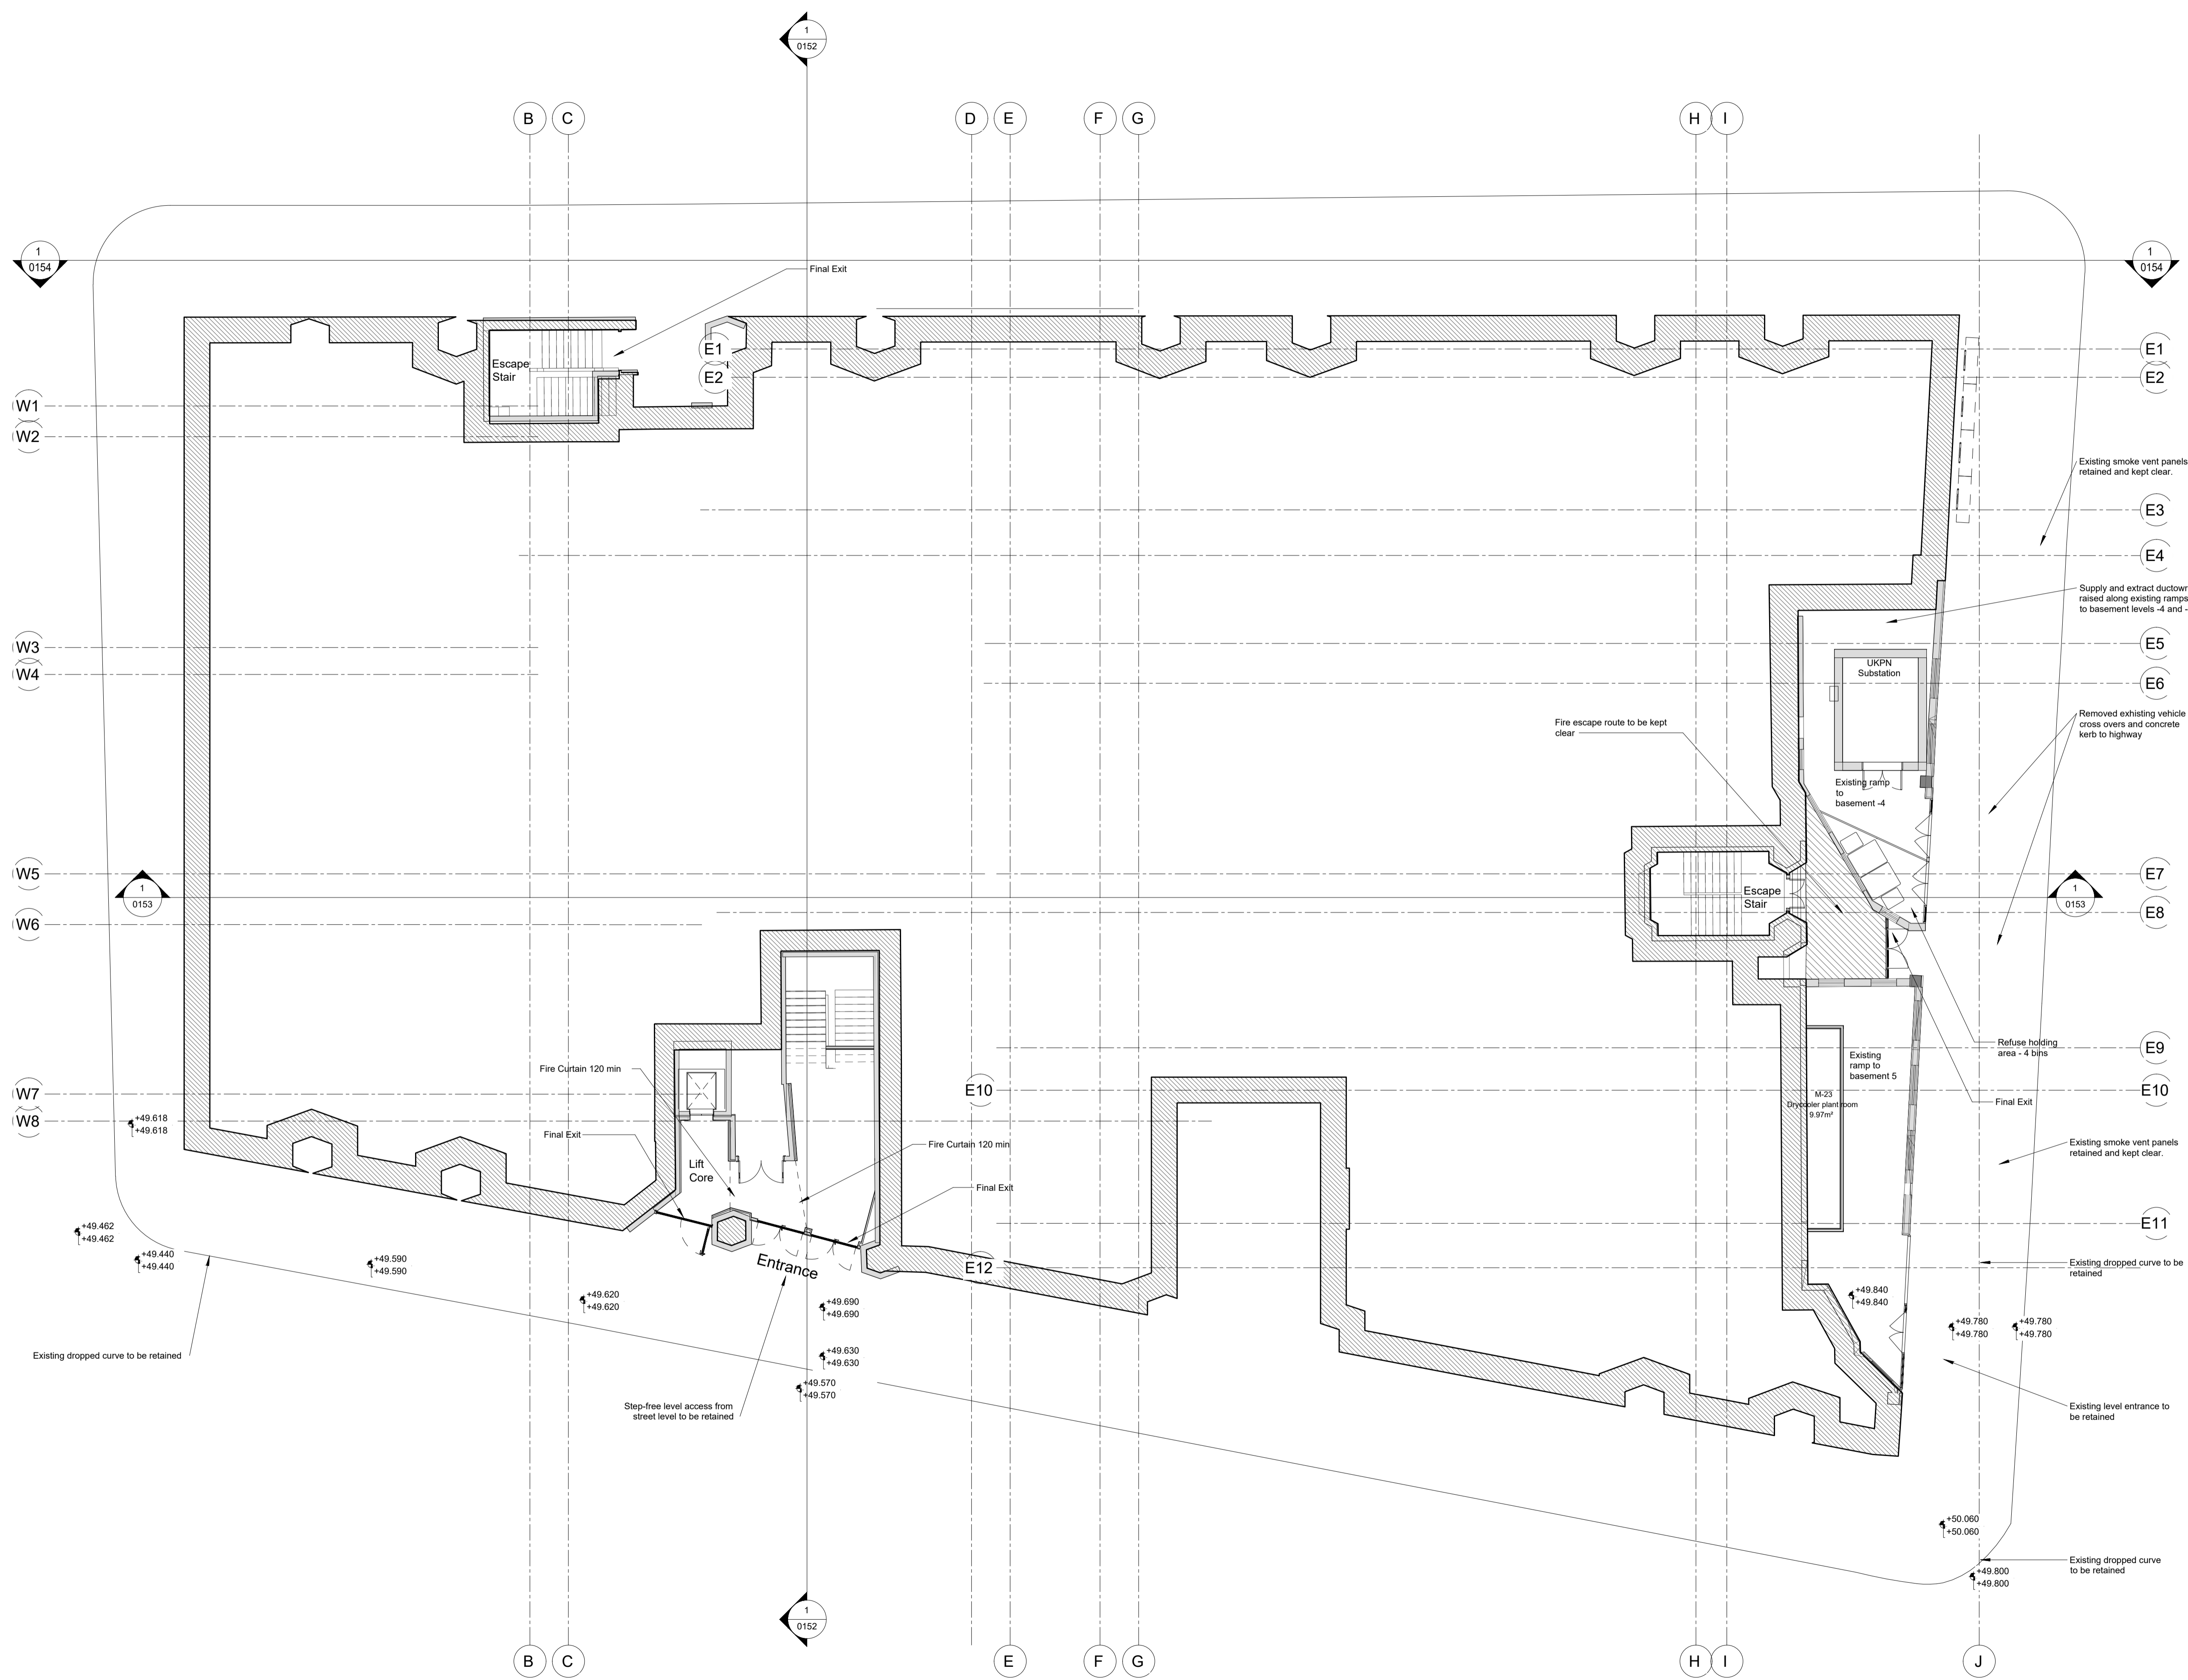 1
0152
B
C
D
E
F
G
H
I
1
0154
1
0154
Final Exit
E1
E1
E2
E2
Escape
Stair
W1
W2
Existing smoke vent panels
retained and kept clear.
E3
E4
Supply and extract ductowr
raised along existing ramps
to basement levels -4 and -
W3
E5
W4
E6
UKPN
Substation
Removed exhisting vehicle
cross overs and concrete
kerb to highway
Fire escape route to be kept
clear
Existing ramp
to
basement -4
W5
E7
1
0153
1
0153
Escape
Stair
W6
E8
Refuse holding
area - 4 bins
E9
Existing
ramp to
basement 5
Fire Curtain 120 min
W7
E10
E10
M-23
Drycooler plant room
9.97m²
Final Exit
W8
+49.618
+49.618
Final Exit
Fire Curtain 120 min
Existing smoke vent panels
retained and kept clear.
Lift
Core
Final Exit
E11
+49.462
+49.462
+49.440
+49.440
+49.590
+49.590
Entrance
E12
Existing dropped curve to be
retained
+49.620
+49.620
+49.690
+49.690
+49.840
+49.840
+49.780
+49.780
+49.780
+49.780
Existing dropped curve to be retained
+49.630
+49.630
+49.570
+49.570
Step-free level access from
street level to be retained
Existing level entrance to
be retained
+50.060
+50.060
Existing dropped curve
to be retained
+49.800
+49.800
1
0152
B
C
E
F
G
H
I
J